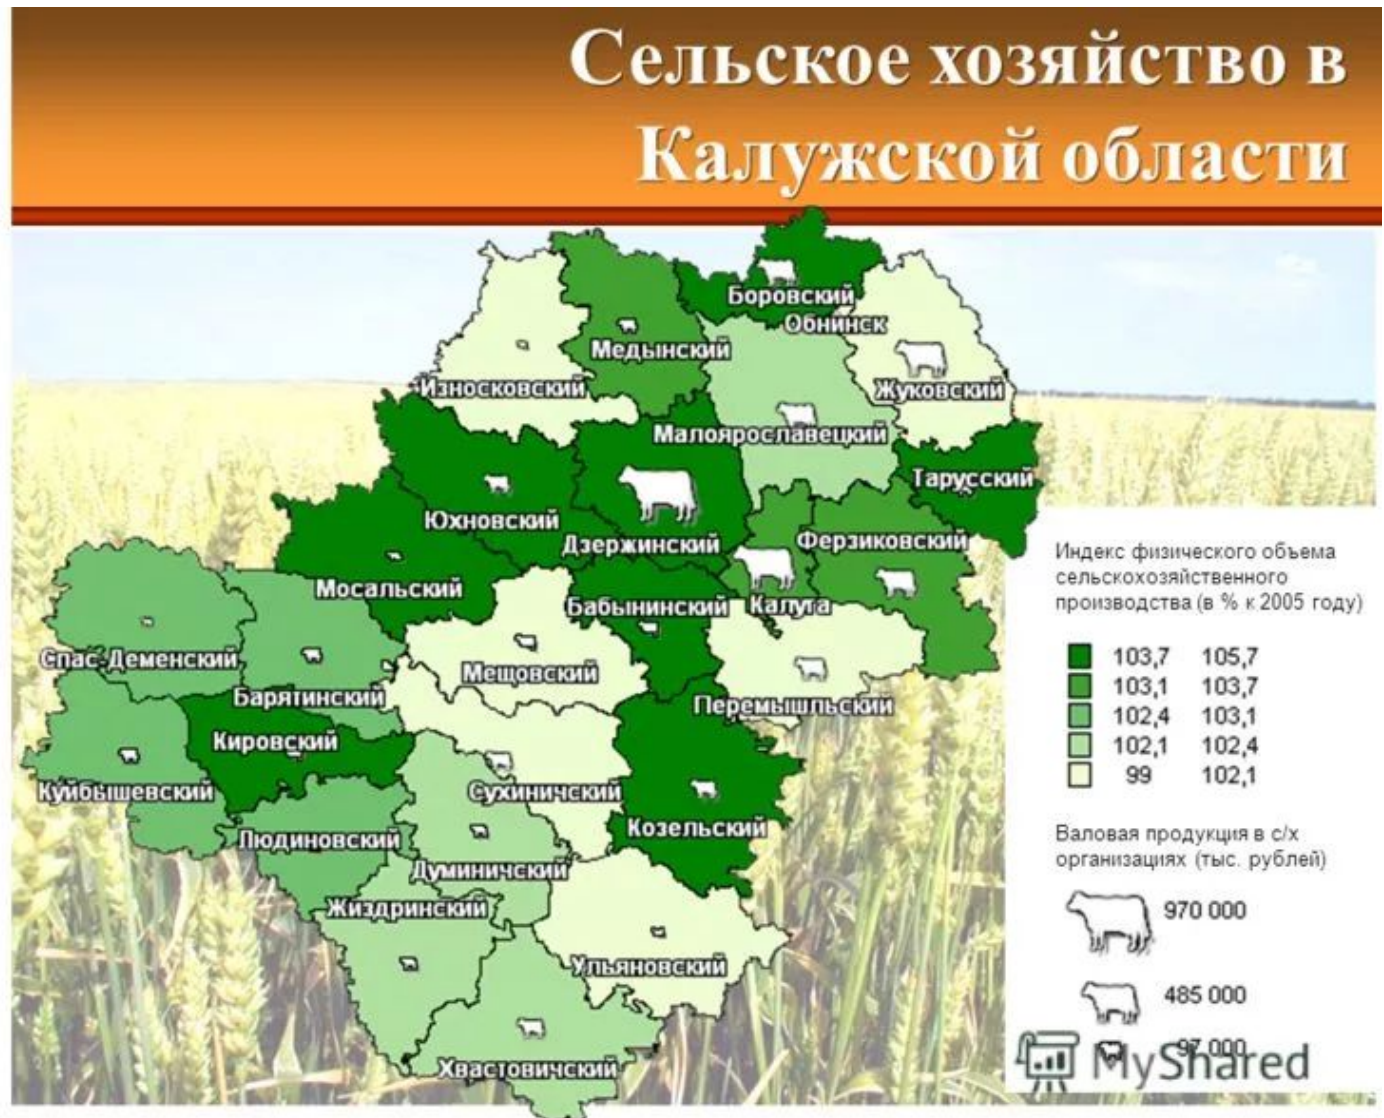 Сельское хозяйство в
Калужской области
Боровский
Обнинск
Медынский
Износковский
Жуковский
Малоярославецкий
Тарусский
Юхновский
Дзержинский
Ферзиковский
Мосальский
Бабынинский
Калуга
Спас-Деменский
Мещовский
Барятинский
Перемышльский
Кировский
Куйбышевский
Сухиничский
Людиновский
Козельский
Думиничский
Жиздринский
Ульяновский
Хвастовичский
Индекс физического объема
сельскохозяйственного
производства (в % к 2005 году)
103,7 105,7
103,1 103,7
102,4 103,1
102,1 102,4
99 102,1
Валовая продукция в с/х
организациях (тыс. рублей)
970 000
485 000
97 000
MyShared